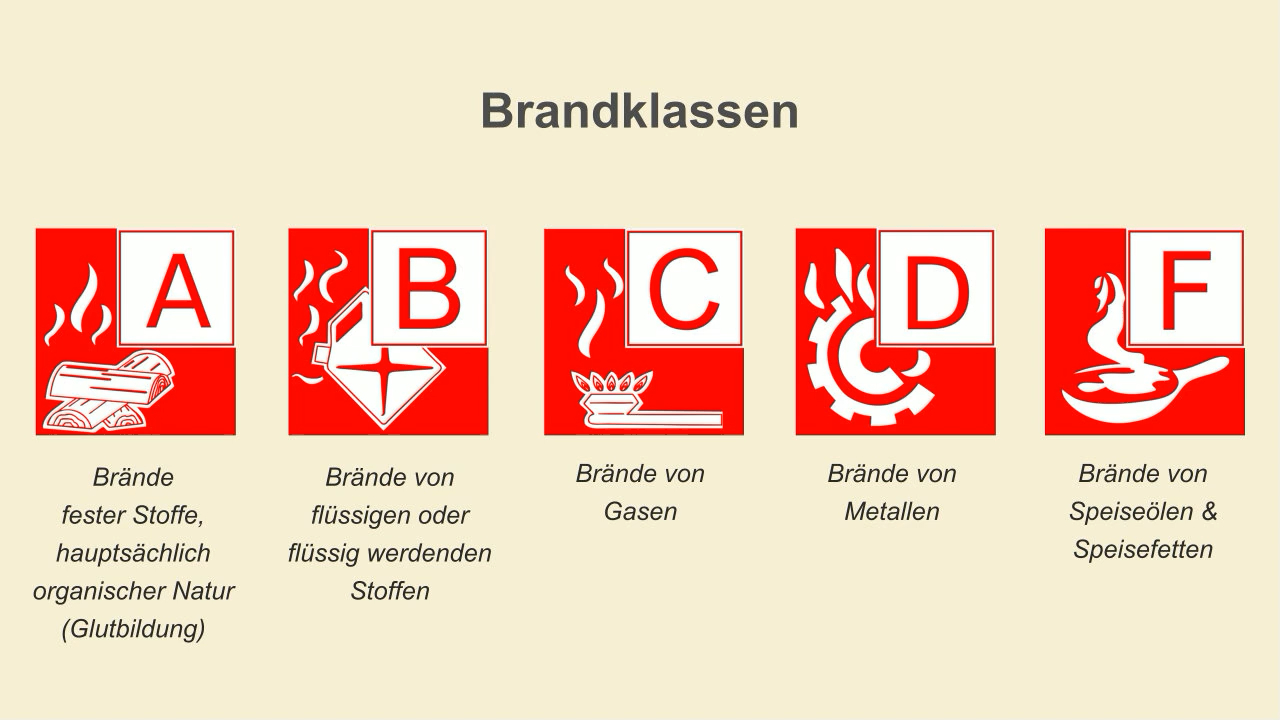 Brandklassen
A
Brände
fester Stoffe,
hauptsächlich
organischer Natur
(Glutbildung)
B
Brände von
flüssigen oder
flüssig werdenden
Stoffen
C
Brände von
Gasen
D
Brände von
Metallen
F
Brände von
Speiseölen &
Speisefetten